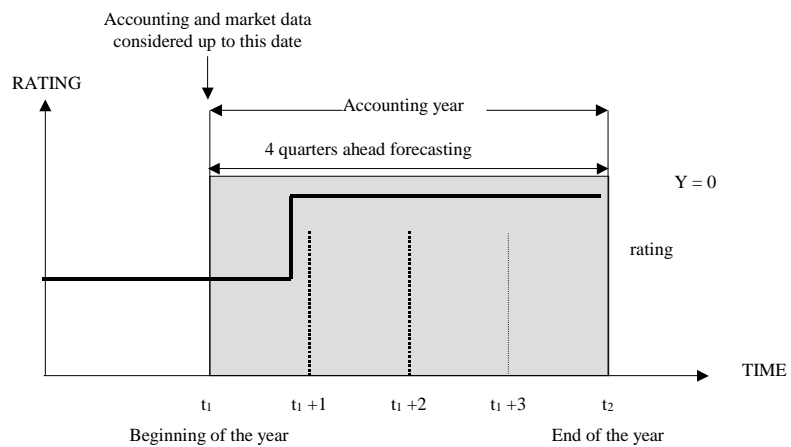 Accounting and market data
considered up to this date
RATING
Accounting year
4 quarters ahead forecasting
Y = 0
rating
TIME
t₁ t₁ +1 t₁ +2 t₁ +3 t₂
Beginning of the year End of the year